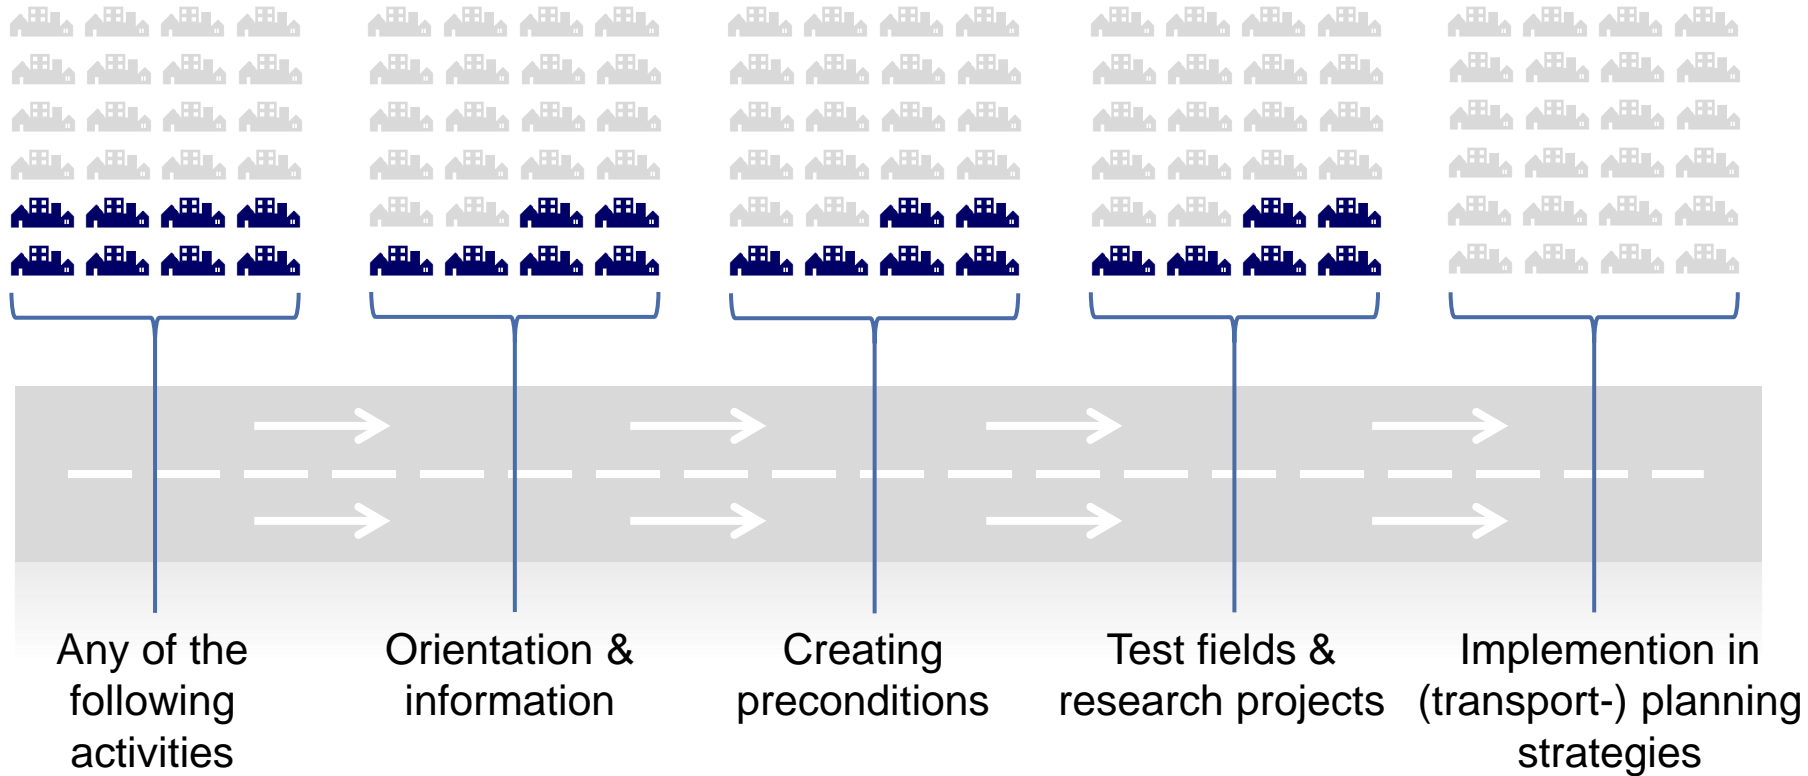 Any of the
following
activities
Orientation &
information
Creating
preconditions
Test fields &
research projects
Implemention in
(transport-) planning
strategies